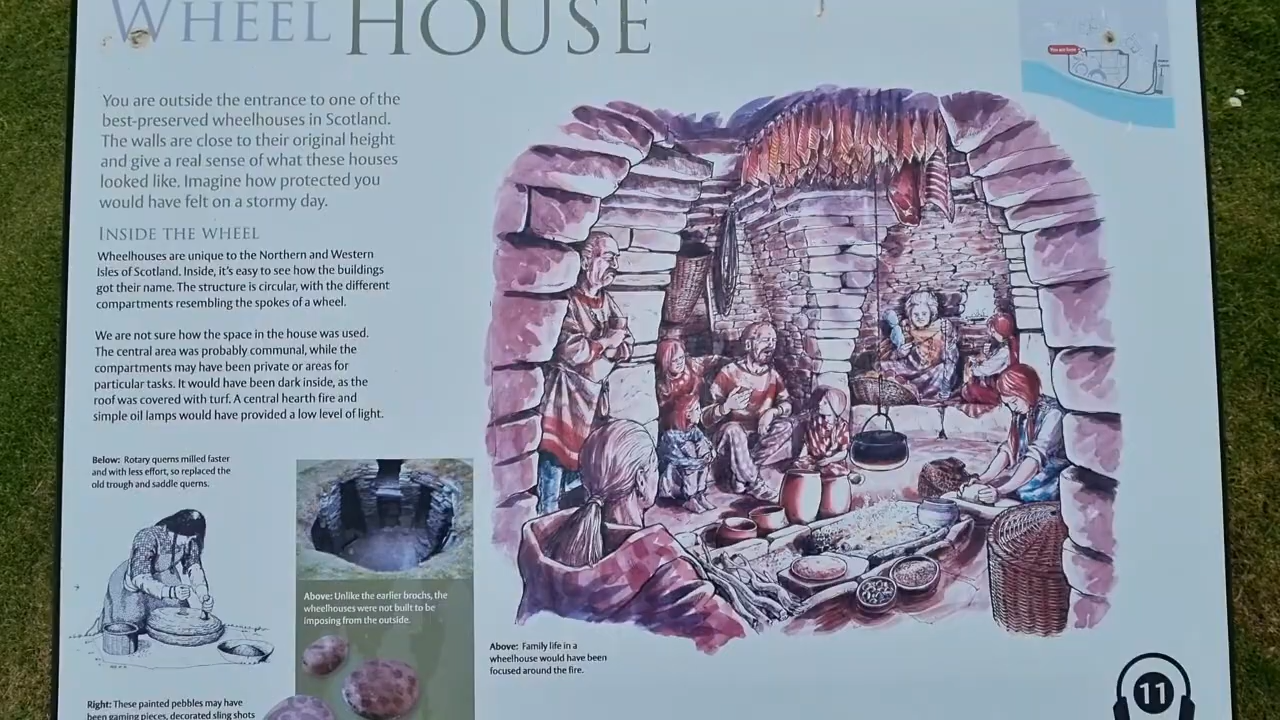 WHEEL HOUSE
You are outside the entrance to one of the
best-preserved wheelhouses in Scotland.
The walls are close to their original height
and give a real sense of what these houses
looked like. Imagine how protected you
would have felt on a stormy day.
INSIDE THE WHEEL
Wheelhouses are unique to the Northern and Western
Isles of Scotland. Inside, it's easy to see how the buildings
got their name. The structure is circular, with the different
compartments resembling the spokes of a wheel.
We are not sure how the space in the house was used.
The central area was probably communal, while the
compartments may have been private or areas for
particular tasks. It would have been dark inside, as the
roof was covered with turf. A central hearth fire and
simple oil lamps would have provided a low level of light.
Below: Rotary querns milled faster
and with less effort, so replaced the
old trough and saddle querns.
Above: Unlike the earlier brochs, the
wheelhouses were not built to be
imposing from the outside.
Right: These painted pebbles may have
been gaming pieces, decorated sling shots
Above: Family life in a
wheelhouse would have been
focused around the fire.
You are here
11